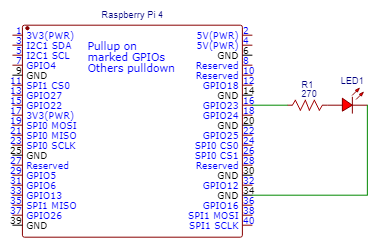 Raspberry Pi 4
1 3V3(PWR)
3 I2C1 SDA
5 I2C1 SCL
7 GPIO4
9 GND
11 SPI1 CS0
13 GPIO27
15 GPIO22
17 3V3(PWR)
19 SPI0 MOSI
21 SPI0 MISO
23 SPI0 SCLK
25 GND
27 Reserved
29 GPIO5
31 GPIO6
33 GPIO13
35 SPI1 MISO
37 GPIO26
39 GND
Pullup on
marked GPIOs
Others pulldown
5V(PWR) 2
5V(PWR) 4
GND 6
Reserved 8
Reserved 10
GPIO18 12
GND 14
GPIO23 16
GPIO24 18
GND 20
GPIO25 22
SPI0 CS0 24
SPI0 CS1 26
Reserved 28
GND 30
GPIO12 32
GND 34
GPIO16 36
SPI1 MOSI 38
SPI1 SCLK 40
R1
270
LED1